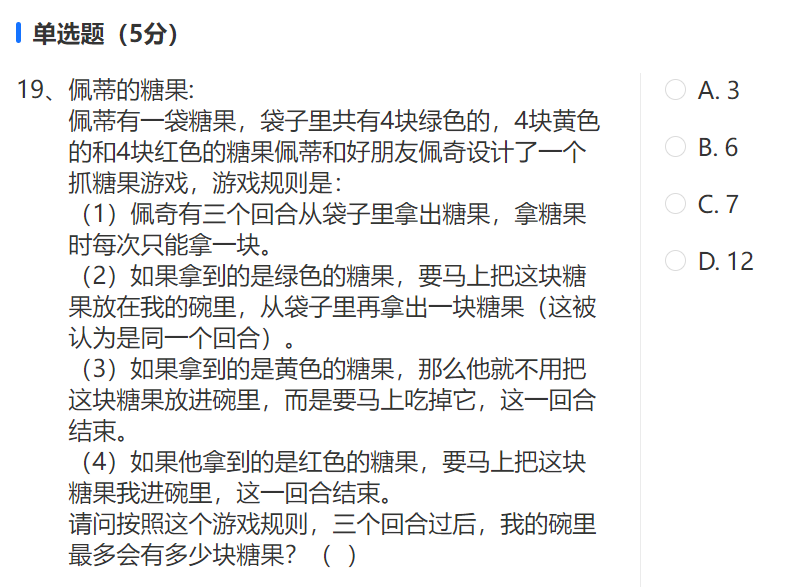 单选题（5分）
19、佩蒂的糖果:
佩蒂有一袋糖果，袋子里共有4块绿色的，4块黄色
的和4块红色的糖果佩蒂和好朋友佩奇设计了一个
抓糖果游戏，游戏规则是：
（1）佩奇有三个回合从袋子里拿出糖果，拿糖果
时每次只能拿一块。
（2）如果拿到的是绿色的糖果，要马上把这块糖
果放在我的碗里，从袋子里再拿出一块糖果（这被
认为是同一个回合）。
（3）如果拿到的是黄色的糖果，那么他就不用把
这块糖果放进碗里，而是要马上吃掉它，这一回合
结束。
（4）如果他拿到的是红色的糖果，要马上把这块
糖果我进碗里，这一回合结束。
请问按照这个游戏规则，三个回合过后，我的碗里
最多会有多少块糖果？（ ）
A. 3
B. 6
C. 7
D. 12